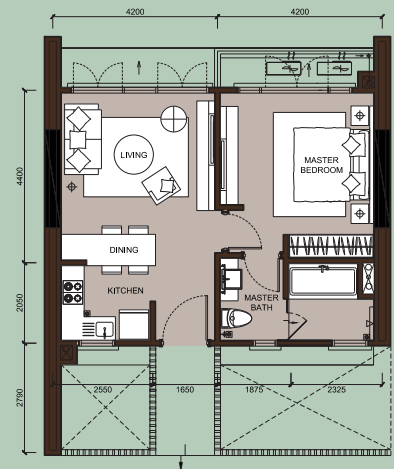 4200 4200
4400
LIVING
MASTER
BEDROOM
DINING
2050
KITCHEN
MASTER
BATH
2790
2550 1650 1875 2325